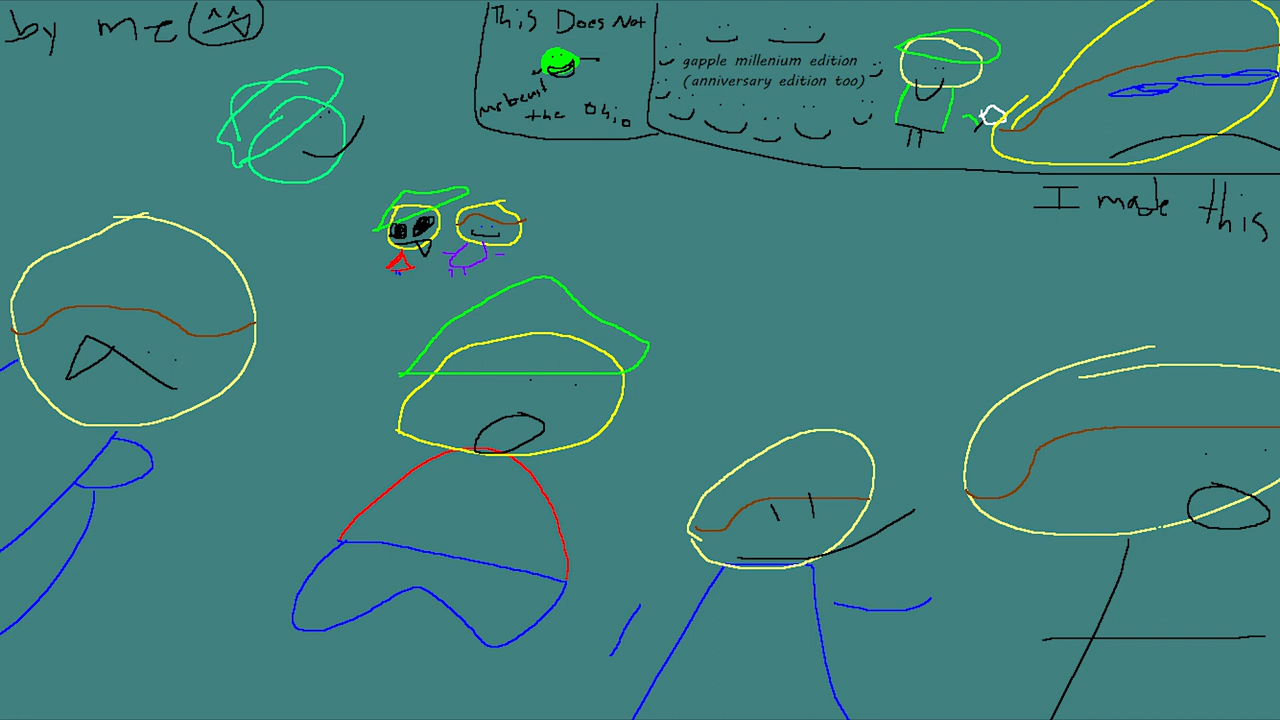 by me
This Does Not
mrbeast
the Ohio
gapple millenium edition
(anniversary edition too)
I made this